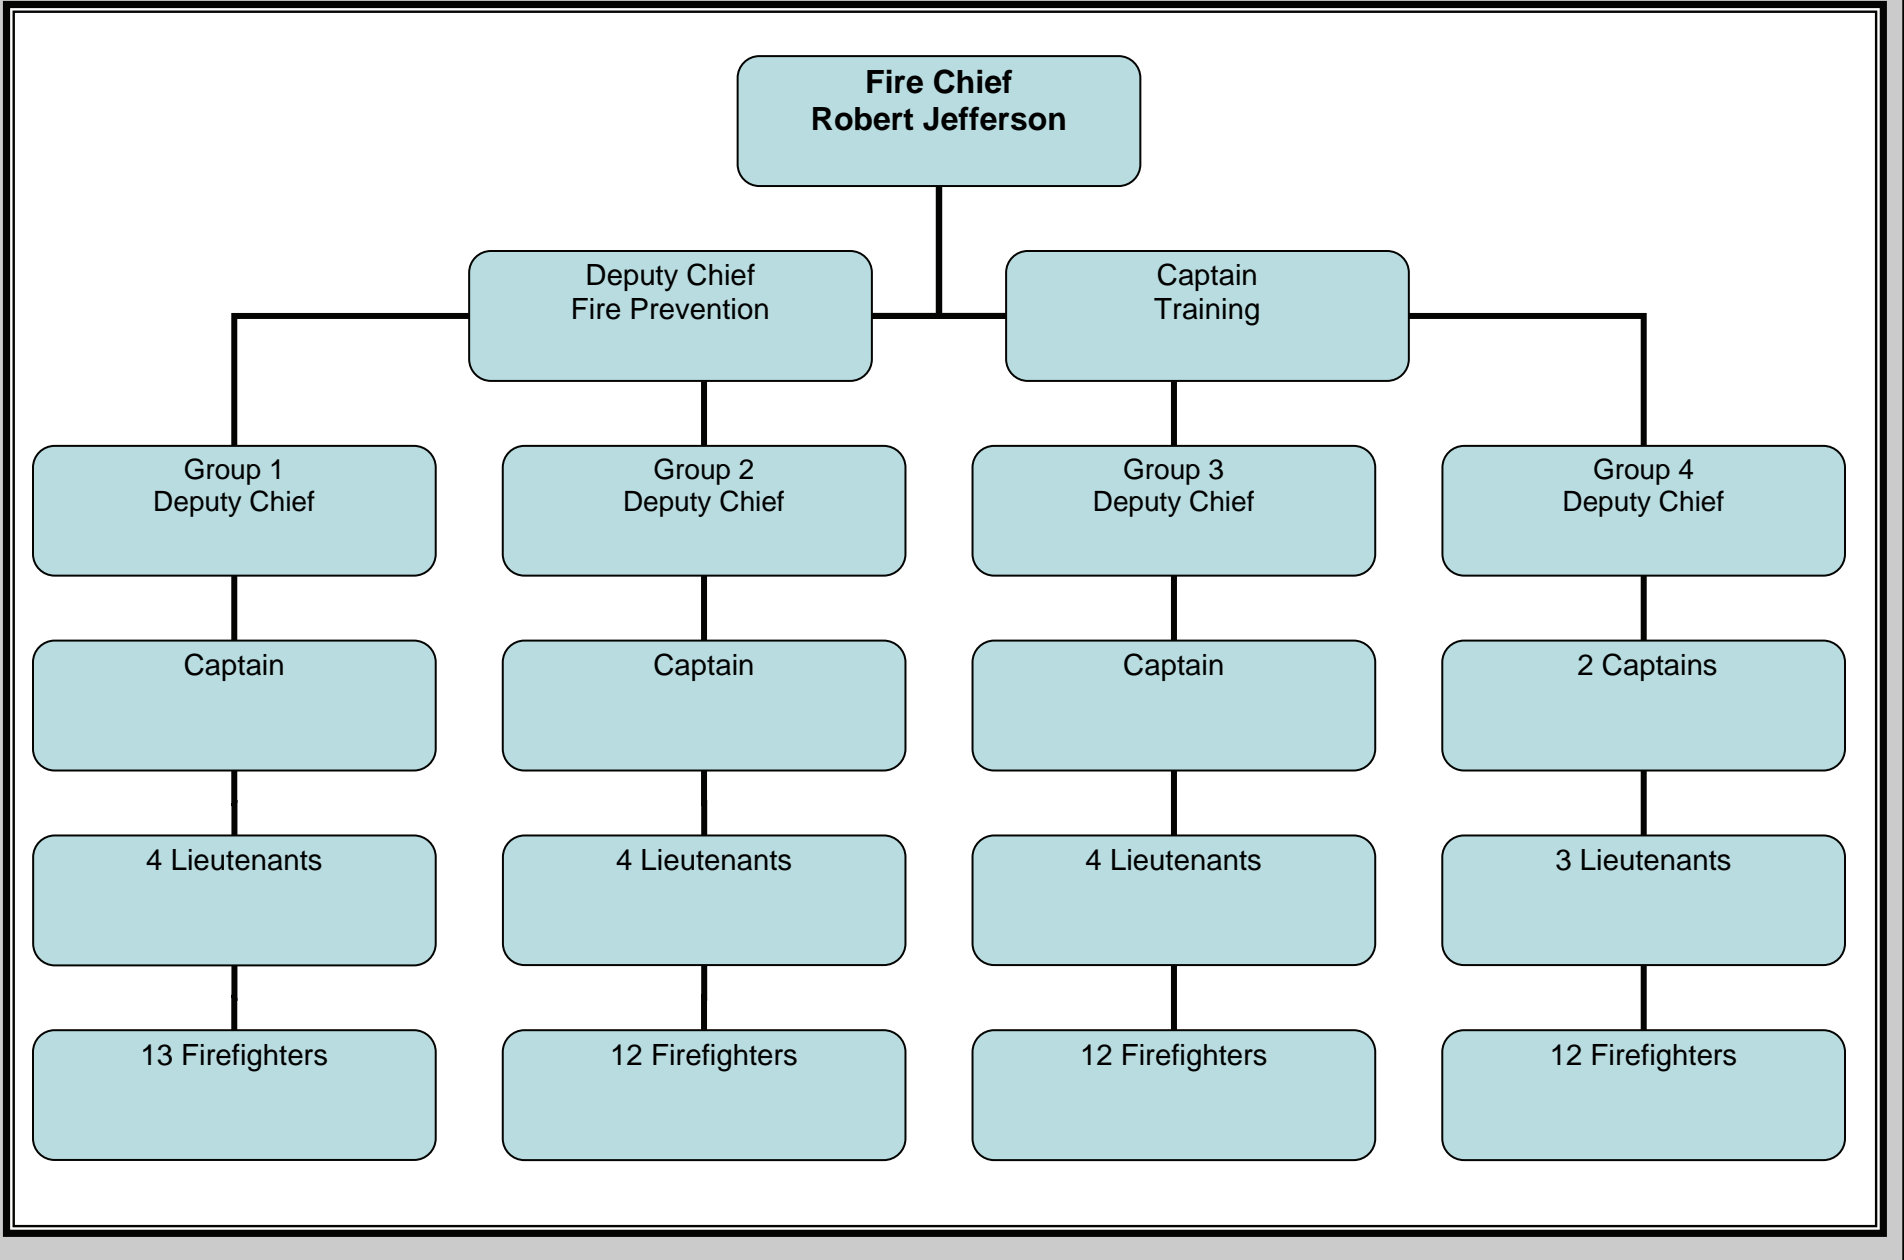 Fire Chief
Robert Jefferson
Deputy Chief
Fire Prevention
Captain
Training
Group 1
Deputy Chief
Group 2
Deputy Chief
Group 3
Deputy Chief
Group 4
Deputy Chief
Captain
Captain
Captain
2 Captains
4 Lieutenants
4 Lieutenants
4 Lieutenants
3 Lieutenants
13 Firefighters
12 Firefighters
12 Firefighters
12 Firefighters